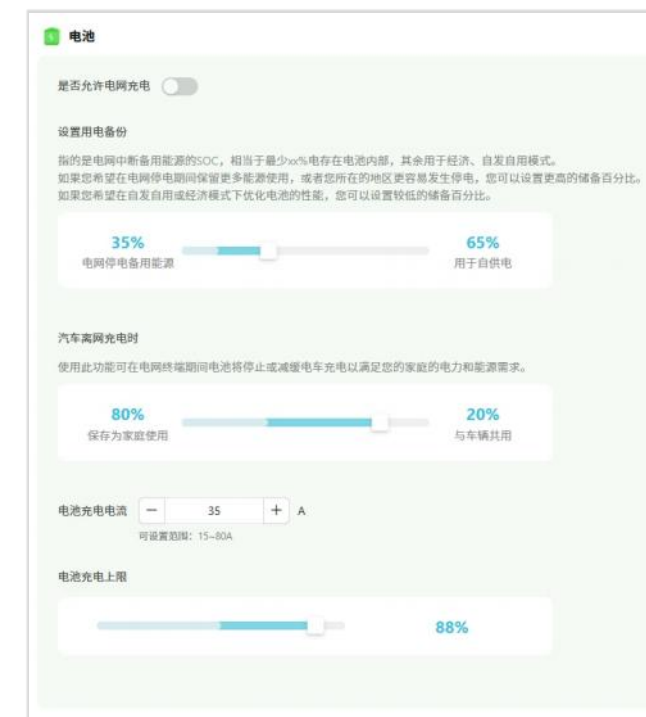 电池
是否允许电网充电
设置用电备份
指的是电网中断备用能源的SOC，相当于最少xx%电存在电池内部，其余用于经济、自发自用模式。
如果您希望在电网停电期间保留更多能源使用，或者您所在的地区更容易发生停电，您可以设置更高的储备百分比。
如果您希望在自发自用或经济模式下优化电池的性能，您可以设置较低的储备百分比。
35%
电网停电备用能源
65%
用于自供电
汽车离网充电时
使用此功能可在电网终端期间电池将停止或减缓电车充电以满足您的家庭的电力和能源需求。
80%
保存为家庭使用
20%
与车辆共用
电池充电电流 — 35 + A
可设置范围：15~80A
电池充电上限
88%